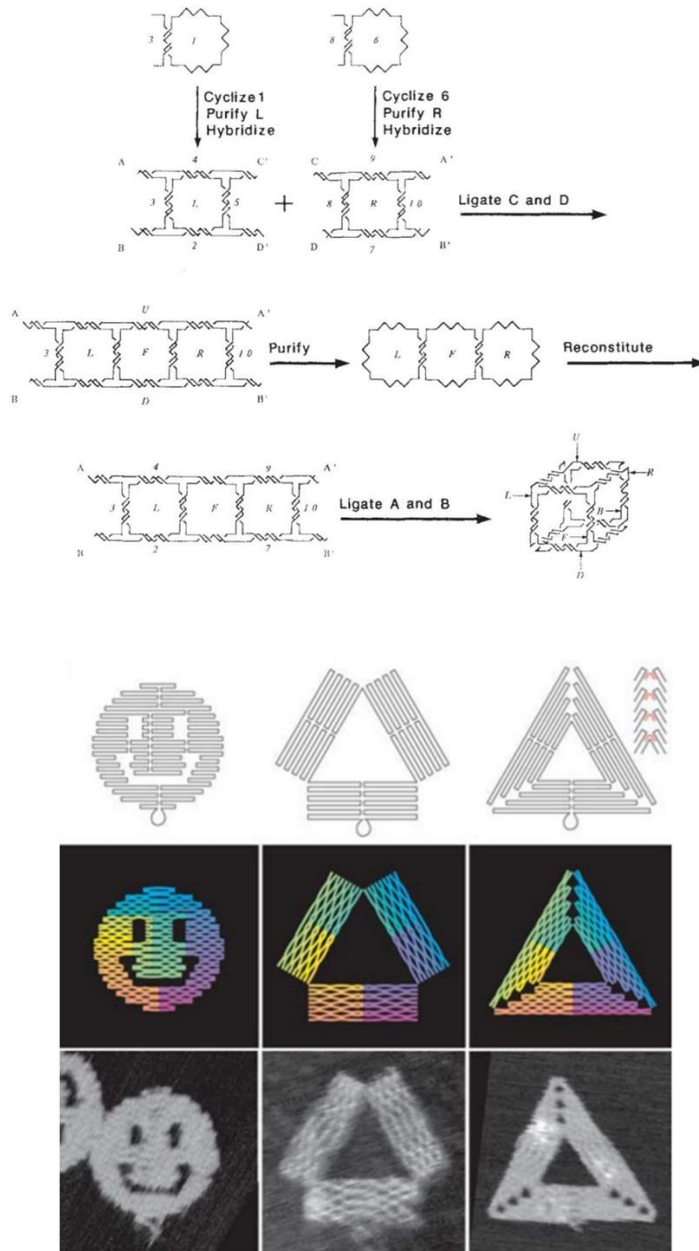 3 1 8 6
Cyclize 1 Cyclize 6
Purify L Purify R
Hybridize Hybridize
A 4 C' C 9 A'
3 L 5 + 8 R 10 Ligate C and D
B 2 D' D 7 B'
A U A'
3 L F R 10 Purify L F R Reconstitute
B D B'
A 4 9 A' U
3 L F R 10 Ligate A and B L R B F
B 2 7 B' D